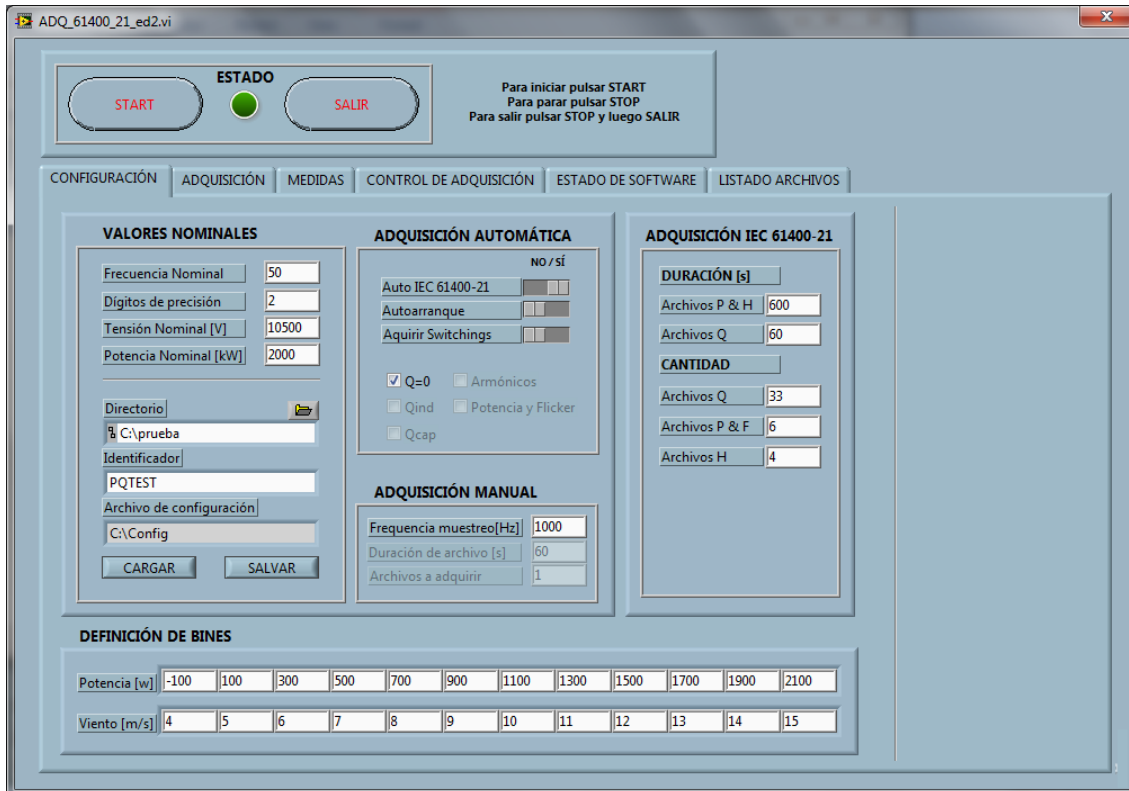 ADQ_61400_21_ed2.vi
ESTADO
START
SALIR
Para iniciar pulsar START
Para parar pulsar STOP
Para salir pulsar STOP y luego SALIR
CONFIGURACIÓN ADQUISICIÓN MEDIDAS CONTROL DE ADQUISICIÓN ESTADO DE SOFTWARE LISTADO ARCHIVOS
VALORES NOMINALES
Frecuencia Nominal 50
Dígitos de precisión 2
Tensión Nominal [V] 10500
Potencia Nominal [kW] 2000
Directorio
C:\prueba
Identificador
PQTEST
Archivo de configuración
C:\Config
CARGAR SALVAR
ADQUISICIÓN AUTOMÁTICA
NO / SÍ
Auto IEC 61400-21
Autoarranque
Aquirir Switchings
Q=0 Armónicos
Qind Potencia y Flicker
Qcap
ADQUISICIÓN MANUAL
Frequencia muestreo[Hz] 1000
Duración de archivo [s] 60
Archivos a adquirir 1
ADQUISICIÓN IEC 61400-21
DURACIÓN [s]
Archivos P & H 600
Archivos Q 60
CANTIDAD
Archivos Q 33
Archivos P & F 6
Archivos H 4
DEFINICIÓN DE BINES
Potencia [w] -100 100 300 500 700 900 1100 1300 1500 1700 1900 2100
Viento [m/s] 4 5 6 7 8 9 10 11 12 13 14 15